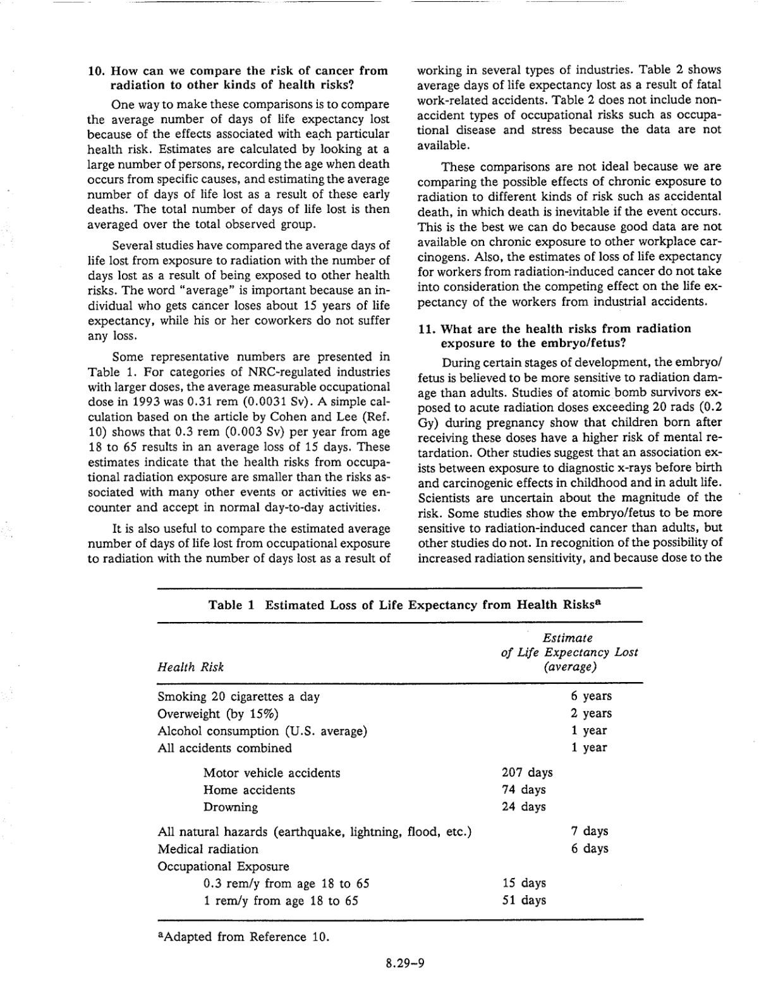 10. How can we compare the risk of cancer from
radiation to other kinds of health risks?
One way to make these comparisons is to compare
the average number of days of life expectancy lost
because of the effects associated with each particular
health risk. Estimates are calculated by looking at a
large number of persons, recording the age when death
occurs from specific causes, and estimating the average
number of days of life lost as a result of these early
deaths. The total number of days of life lost is then
averaged over the total observed group.
Several studies have compared the average days of
life lost from exposure to radiation with the number of
days lost as a result of being exposed to other health
risks. The word “average” is important because an in-
dividual who gets cancer loses about 15 years of life
expectancy, while his or her coworkers do not suffer
any loss.
Some representative numbers are presented in
Table 1. For categories of NRC-regulated industries
with larger doses, the average measurable occupational
dose in 1993 was 0.31 rem (0.0031 Sv). A simple cal-
culation based on the article by Cohen and Lee (Ref.
10) shows that 0.3 rem (0.003 Sv) per year from age
18 to 65 results in an average loss of 15 days. These
estimates indicate that the health risks from occupa-
tional radiation exposure are smaller than the risks as-
sociated with many other events or activities we en-
counter and accept in normal day-to-day activities.
It is also useful to compare the estimated average
number of days of life lost from occupational exposure
to radiation with the number of days lost as a result of
working in several types of industries. Table 2 shows
average days of life expectancy lost as a result of fatal
work-related accidents. Table 2 does not include non-
accident types of occupational risks such as occupa-
tional disease and stress because the data are not
available.
These comparisons are not ideal because we are
comparing the possible effects of chronic exposure to
radiation to different kinds of risk such as accidental
death, in which death is inevitable if the event occurs.
This is the best we can do because good data are not
available on chronic exposure to other workplace car-
cinogens. Also, the estimates of loss of life expectancy
for workers from radiation-induced cancer do not take
into consideration the competing effect on the life ex-
pectancy of the workers from industrial accidents.
11. What are the health risks from radiation
exposure to the embryo/fetus?
During certain stages of development, the embryo/
fetus is believed to be more sensitive to radiation dam-
age than adults. Studies of atomic bomb survivors ex-
posed to acute radiation doses exceeding 20 rads (0.2
Gy) during pregnancy show that children born after
receiving these doses have a higher risk of mental re-
tardation. Other studies suggest that an association ex-
ists between exposure to diagnostic x-rays before birth
and carcinogenic effects in childhood and in adult life.
Scientists are uncertain about the magnitude of the
risk. Some studies show the embryo/fetus to be more
sensitive to radiation-induced cancer than adults, but
other studies do not. In recognition of the possibility of
increased radiation sensitivity, and because dose to the
Table 1 Estimated Loss of Life Expectancy from Health Risksa
Estimate
of Life Expectancy Lost
Health Risk (average)
Smoking 20 cigarettes a day 6 years
Overweight (by 15%) 2 years
Alcohol consumption (U.S. average) 1 year
All accidents combined 1 year
Motor vehicle accidents 207 days
Home accidents 74 days
Drowning 24 days
All natural hazards (earthquake, lightning, flood, etc.) 7 days
Medical radiation 6 days
Occupational Exposure
0.3 rem/y from age 18 to 65 15 days
1 rem/y from age 18 to 65 51 days
aAdapted from Reference 10.
8.29–9